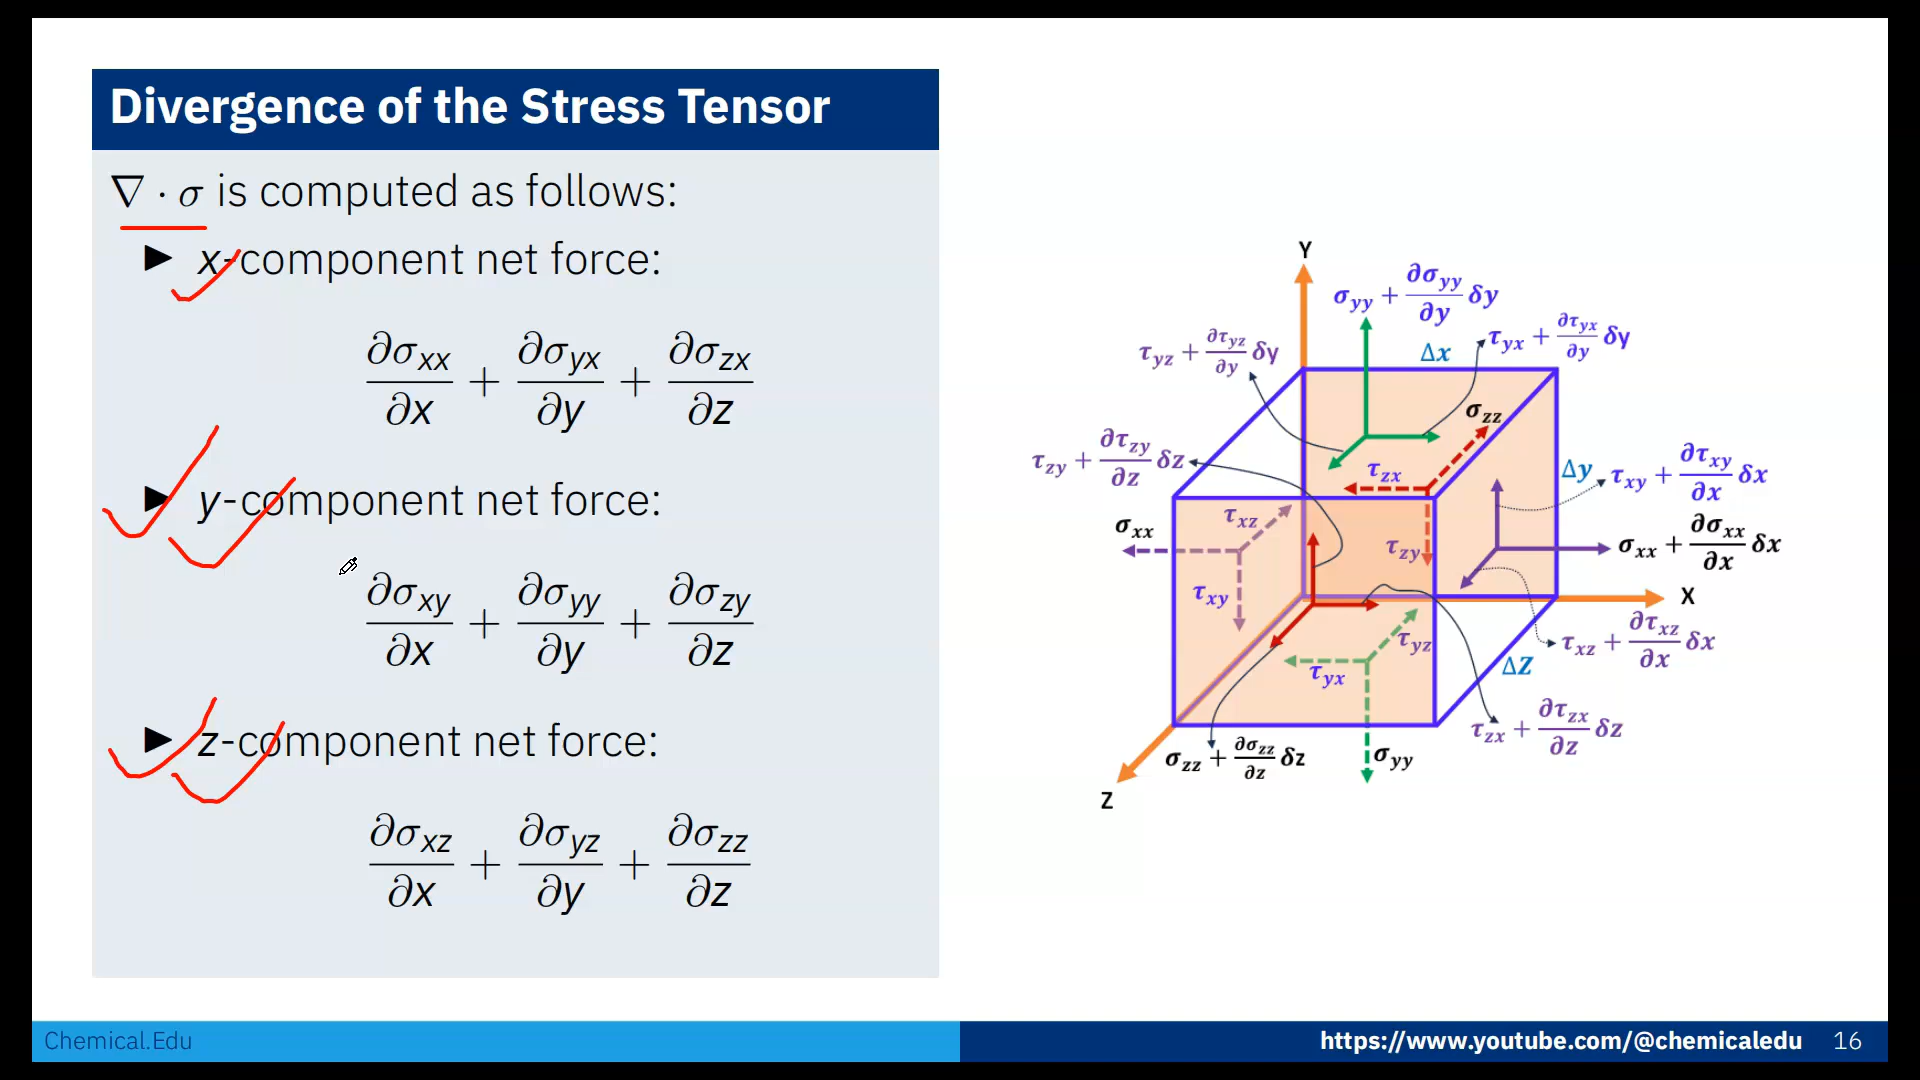 Divergence of the Stress Tensor
∇ · σ is computed as follows:
▶ x-component net force:
∂σxx/∂x + ∂σyx/∂y + ∂σzx/∂z
▶ y-component net force:
∂σxy/∂x + ∂σyy/∂y + ∂σzy/∂z
▶ z-component net force:
∂σxz/∂x + ∂σyz/∂y + ∂σzz/∂z
Y
σyy + ∂σyy/∂y δy
τyz + ∂τyz/∂y δy
Δx
τyx + ∂τyx/∂y δy
σzz
τzy + ∂τzy/∂z δz
τzx
Δy
τxy + ∂τxy/∂x δx
σxx
τxz
τzy
σxx + ∂σxx/∂x δx
τxy
X
τyz
τxz + ∂τxz/∂x δx
τyx
ΔZ
τzx + ∂τzx/∂z δz
σzz + ∂σzz/∂z δz
σyy
Z
Chemical.Edu
https://www.youtube.com/@chemicaledu 16